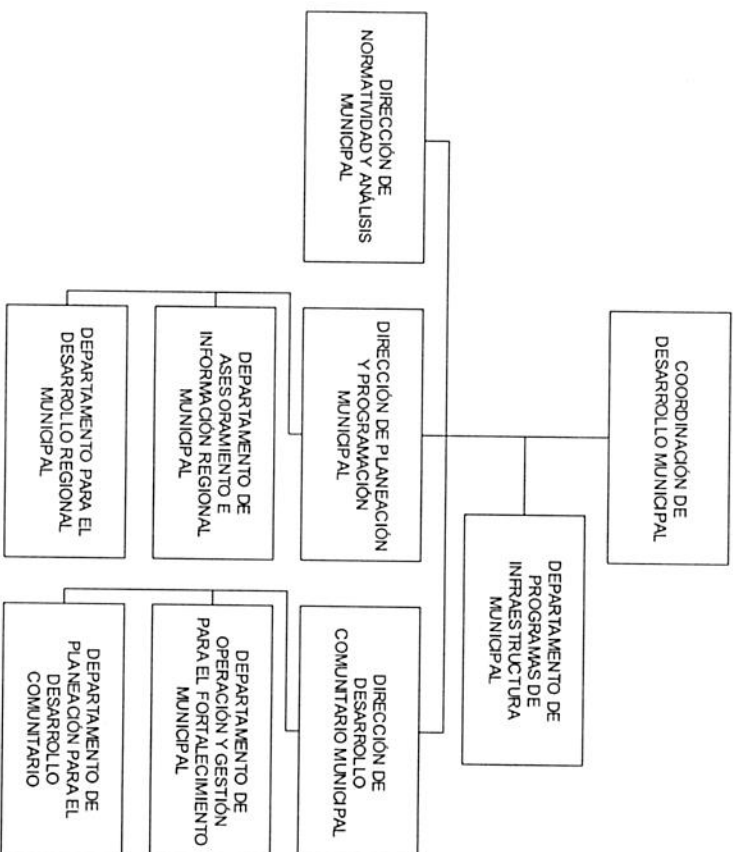 COORDINACIÓN DE
DESARROLLO MUNICIPAL
DEPARTAMENTO DE
PROGRAMAS DE
INFRAESTRUCTURA
MUNICIPAL
DIRECCIÓN DE
NORMATIVIDAD Y ANÁLISIS
MUNICIPAL
DIRECCIÓN DE PLANEACIÓN
Y PROGRAMACIÓN
MUNICIPAL
DIRECCIÓN DE
DESARROLLO
COMUNITARIO MUNICIPAL
DEPARTAMENTO DE
ASESORAMIENTO E
INFORMACIÓN REGIONAL
MUNICIPAL
DEPARTAMENTO DE
OPERACIÓN Y GESTIÓN
PARA EL FORTALECIMIENTO
MUNICIPAL
DEPARTAMENTO PARA EL
DESARROLLO REGIONAL
MUNICIPAL
DEPARTAMENTO DE
PLANEACIÓN PARA EL
DESARROLLO
COMUNITARIO